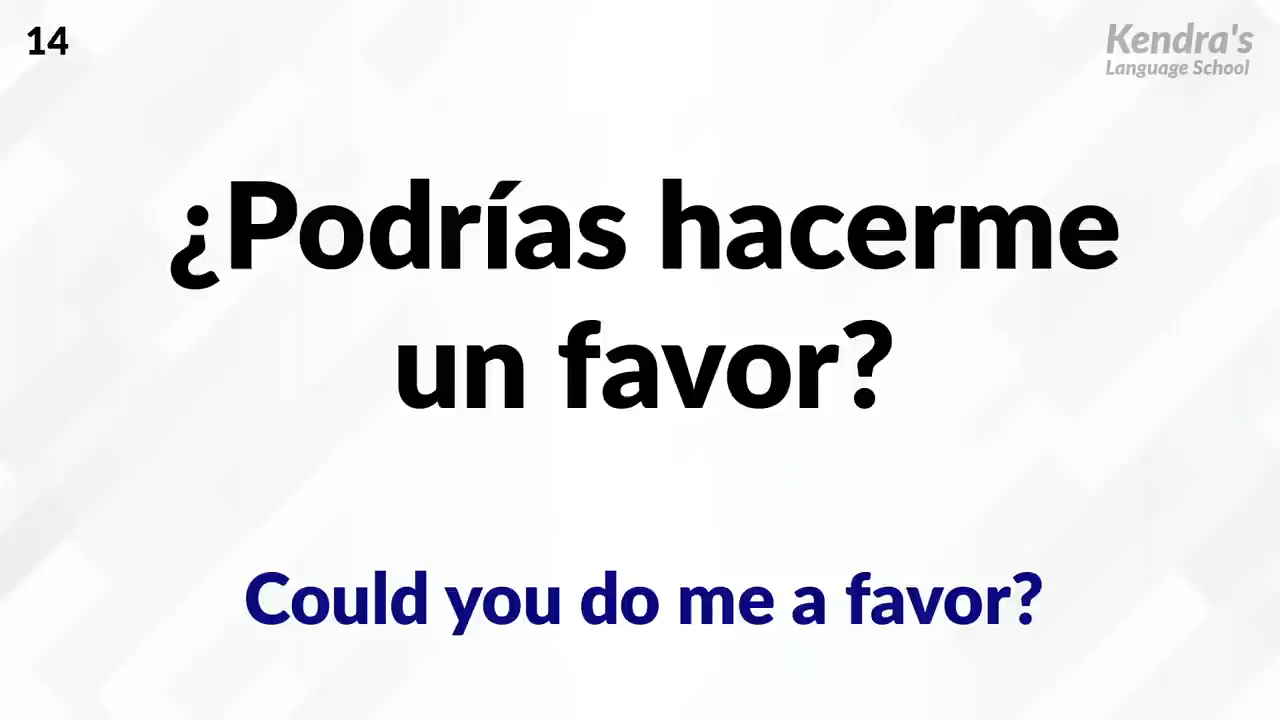 14
Kendra's
Language School
¿Podrías hacerme
un favor?
Could you do me a favor?